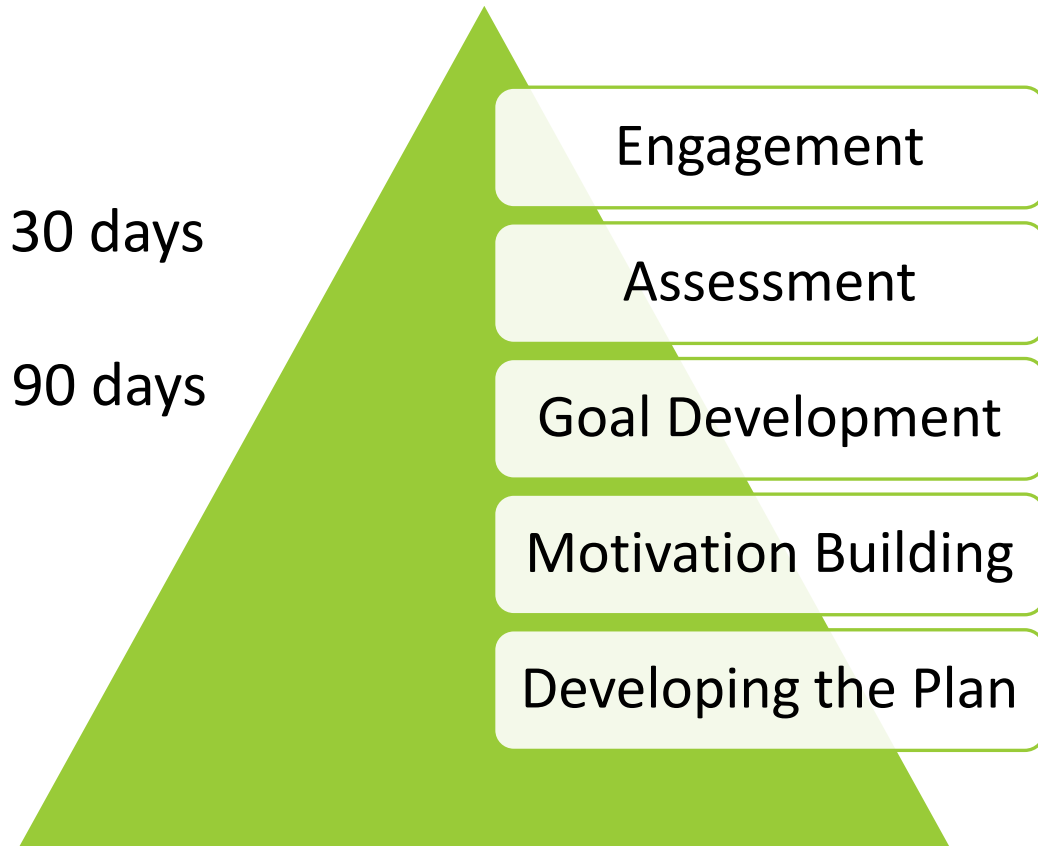 Engagement
30 days
Assessment
90 days
Goal Development
Motivation Building
Developing the Plan